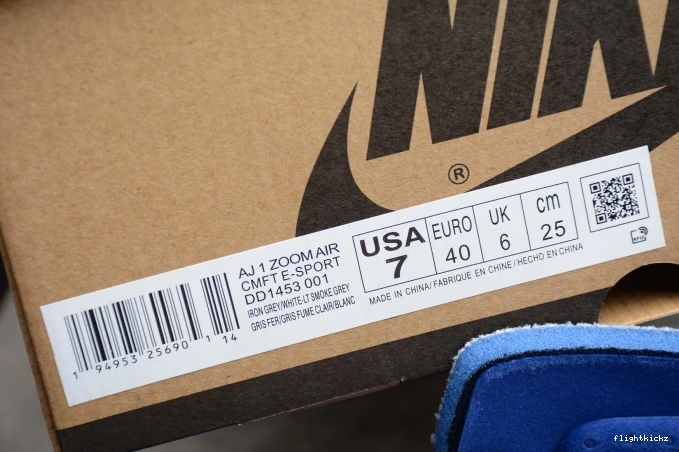 NIKE
®
AJ 1 ZOOM AIR
CMFT E-SPORT
DD1453 001
IRON GREY/WHITE-LT SMOKE GREY
GRIS FER/GRIS FUME CLAIR/BLANC
USA
7
EURO
40
UK
6
cm
25
MADE IN CHINA/ FABRIQUE EN CHINE/ HECHO EN CHINA
1 94953 25690 1 14
RFID
flightkickz